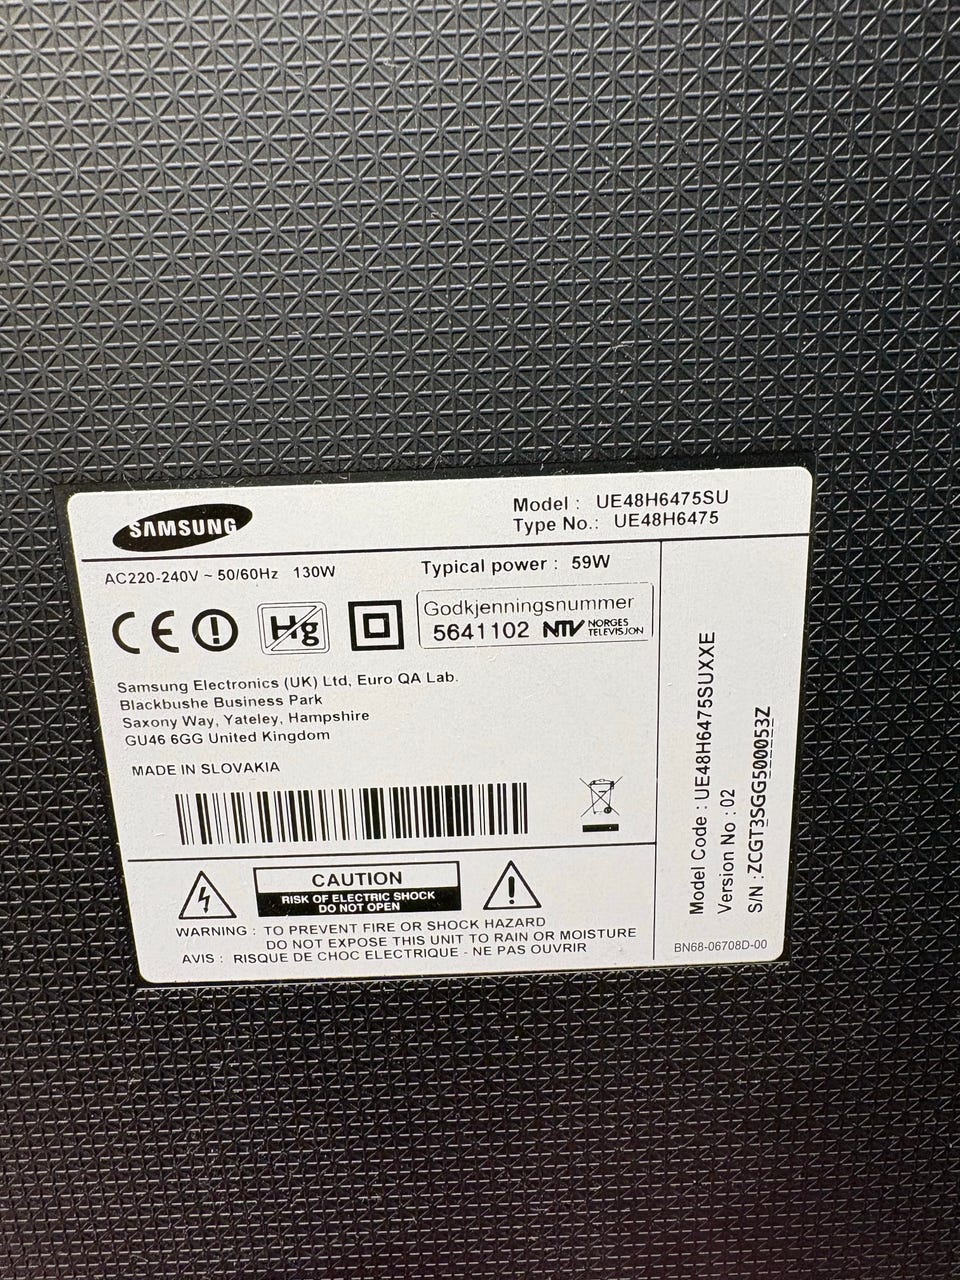 SAMSUNG
Model : UE48H6475SU
Type No.: UE48H6475
AC220-240V ~ 50/60Hz 130W
Typical power : 59W
CE
Hg
Godkjenningsnummer
5641102 NTV NORGES TELEVISJON
Samsung Electronics (UK) Ltd, Euro QA Lab.
Blackbushe Business Park
Saxony Way, Yateley, Hampshire
GU46 6GG United Kingdom
MADE IN SLOVAKIA
CAUTION
RISK OF ELECTRIC SHOCK
DO NOT OPEN
WARNING : TO PREVENT FIRE OR SHOCK HAZARD
DO NOT EXPOSE THIS UNIT TO RAIN OR MOISTURE
AVIS : RISQUE DE CHOC ELECTRIQUE - NE PAS OUVRIR
Model Code : UE48H6475SUXXE
Version No : 02
S/N : ZCGT3SGG500053Z
BN68-06708D-00